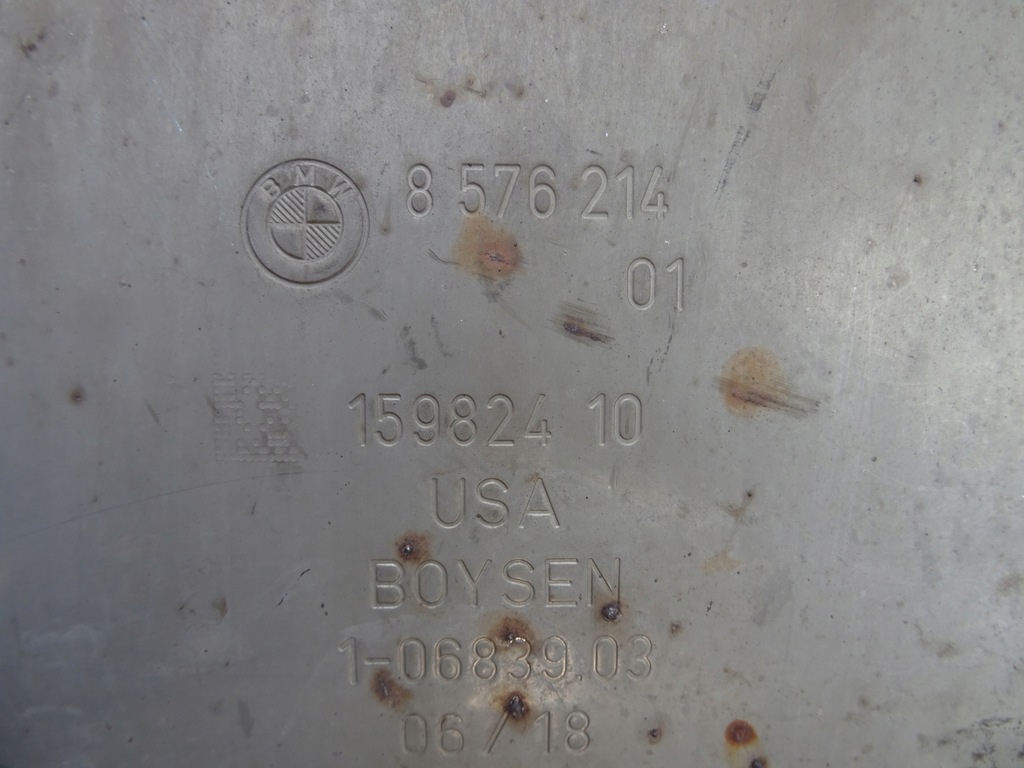 BMW 8 576 214
01
159824 10
USA
BOYSEN
1-06839.03
06/18